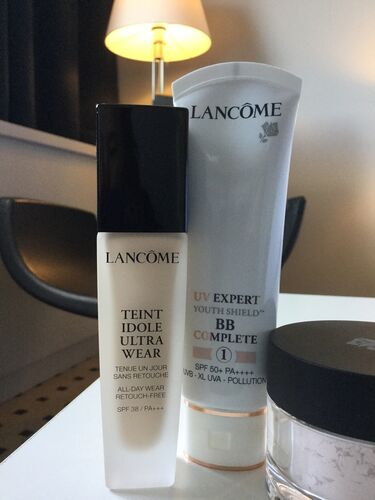 LANCÔME
TEINT
IDOLE
ULTRA
WEAR
TENUE UN JOUR
SANS RETOUCHE
ALL-DAY WEAR
RETOUCH-FREE
SPF 38 / PA+++
LANCÔME
UV EXPERT
YOUTH SHIELD™
BB
COMPLETE
1
SPF 50+ PA++++
UVB - XL UVA - POLLUTION